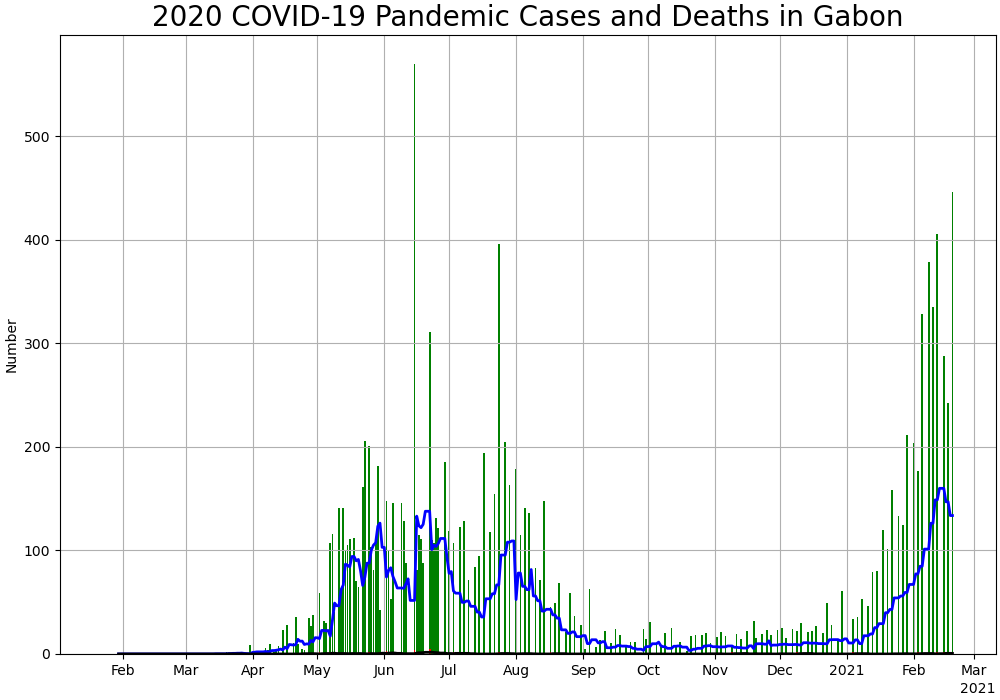 2020 COVID-19 Pandemic Cases and Deaths in Gabon
500
400
300
200
100
0
Number
Feb Mar Apr May Jun Jul Aug Sep Oct Nov Dec 2021 Feb Mar
2021